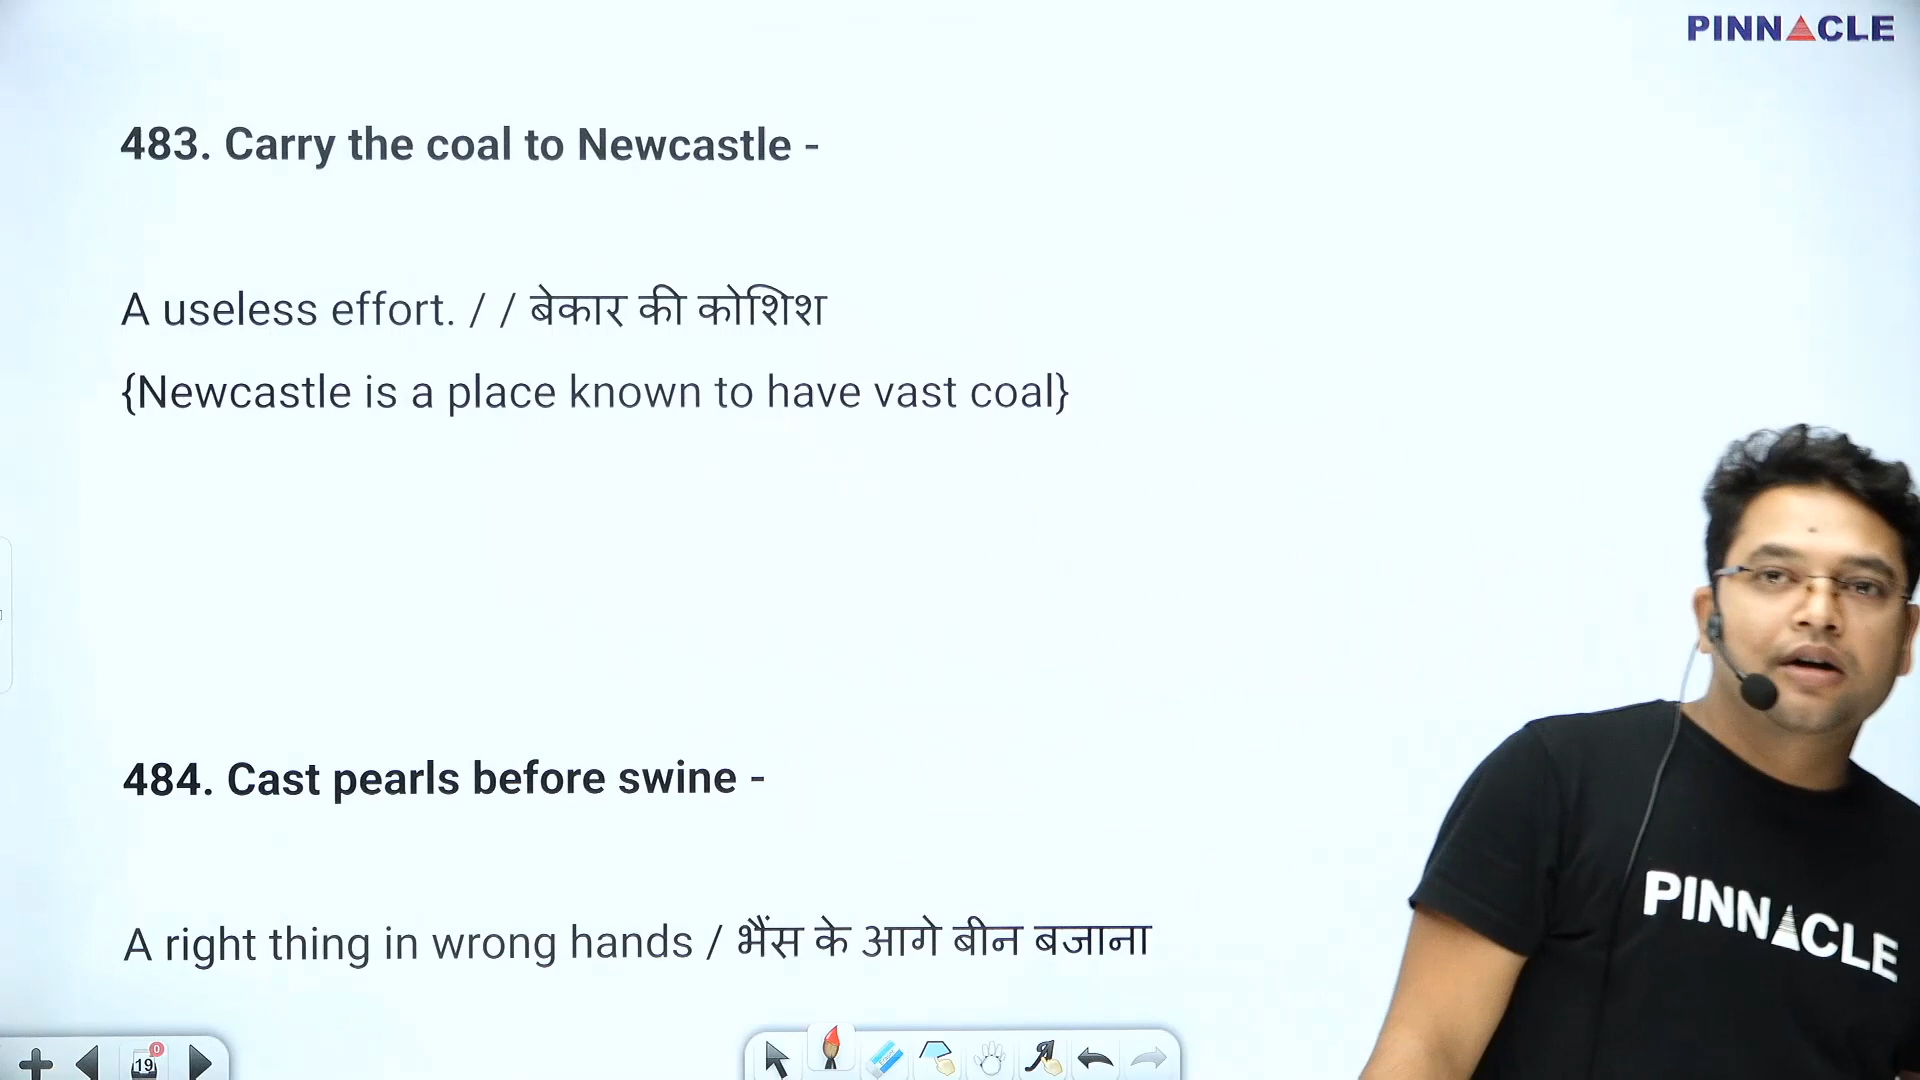 PINNACLE
483. Carry the coal to Newcastle -
A useless effort. / / बेकार की कोशिश
{Newcastle is a place known to have vast coal}
484. Cast pearls before swine -
PINNACLE
A right thing in wrong hands / भैंस के आगे बीन बजाना
19
0